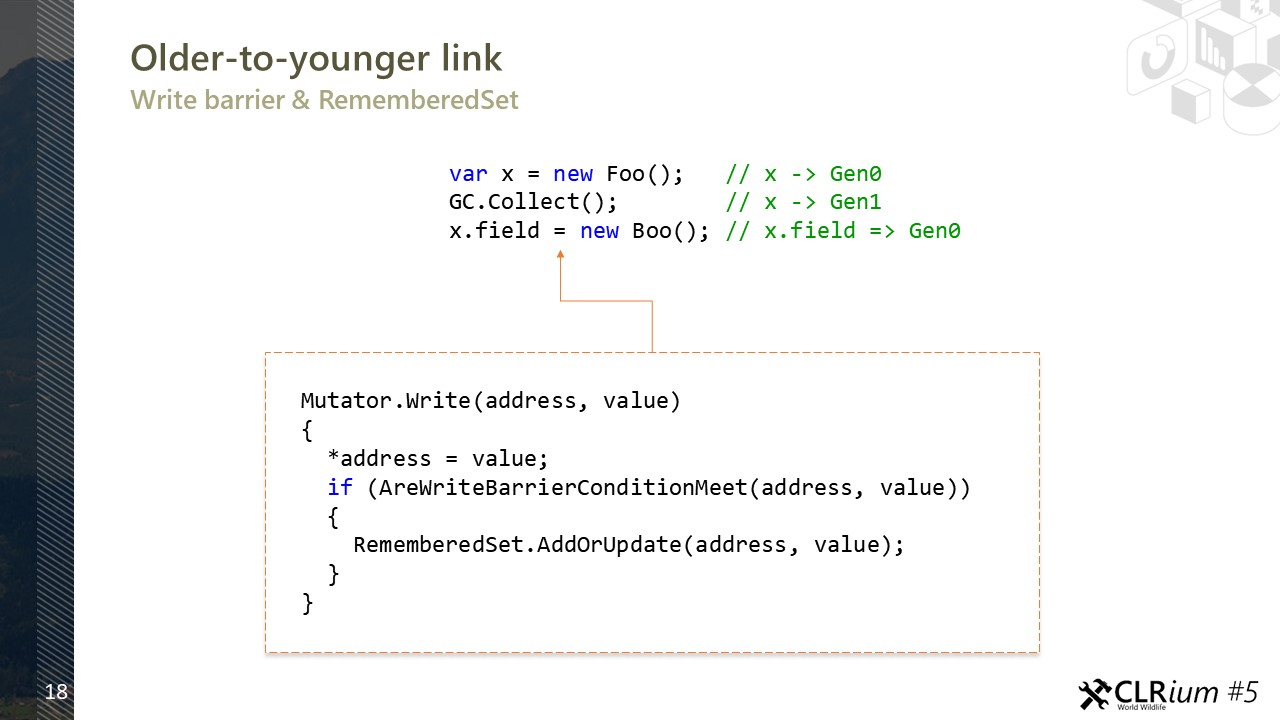 Older-to-younger link
Write barrier & RememberedSet
var x = new Foo();   // x -> Gen0
GC.Collect();        // x -> Gen1
x.field = new Boo(); // x.field => Gen0
Mutator.Write(address, value)
{
  *address = value;
  if (AreWriteBarrierConditionMeet(address, value))
  {
    RememberedSet.AddOrUpdate(address, value);
  }
}
18
CLRium #5
World Wildlife